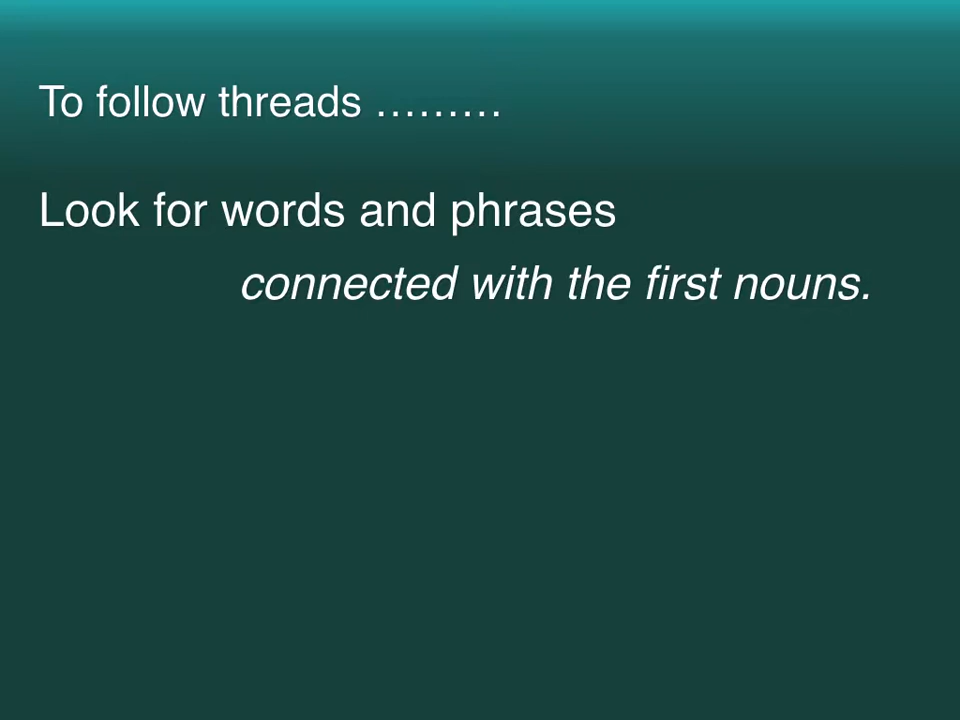 To follow threads ………
Look for words and phrases
connected with the first nouns.